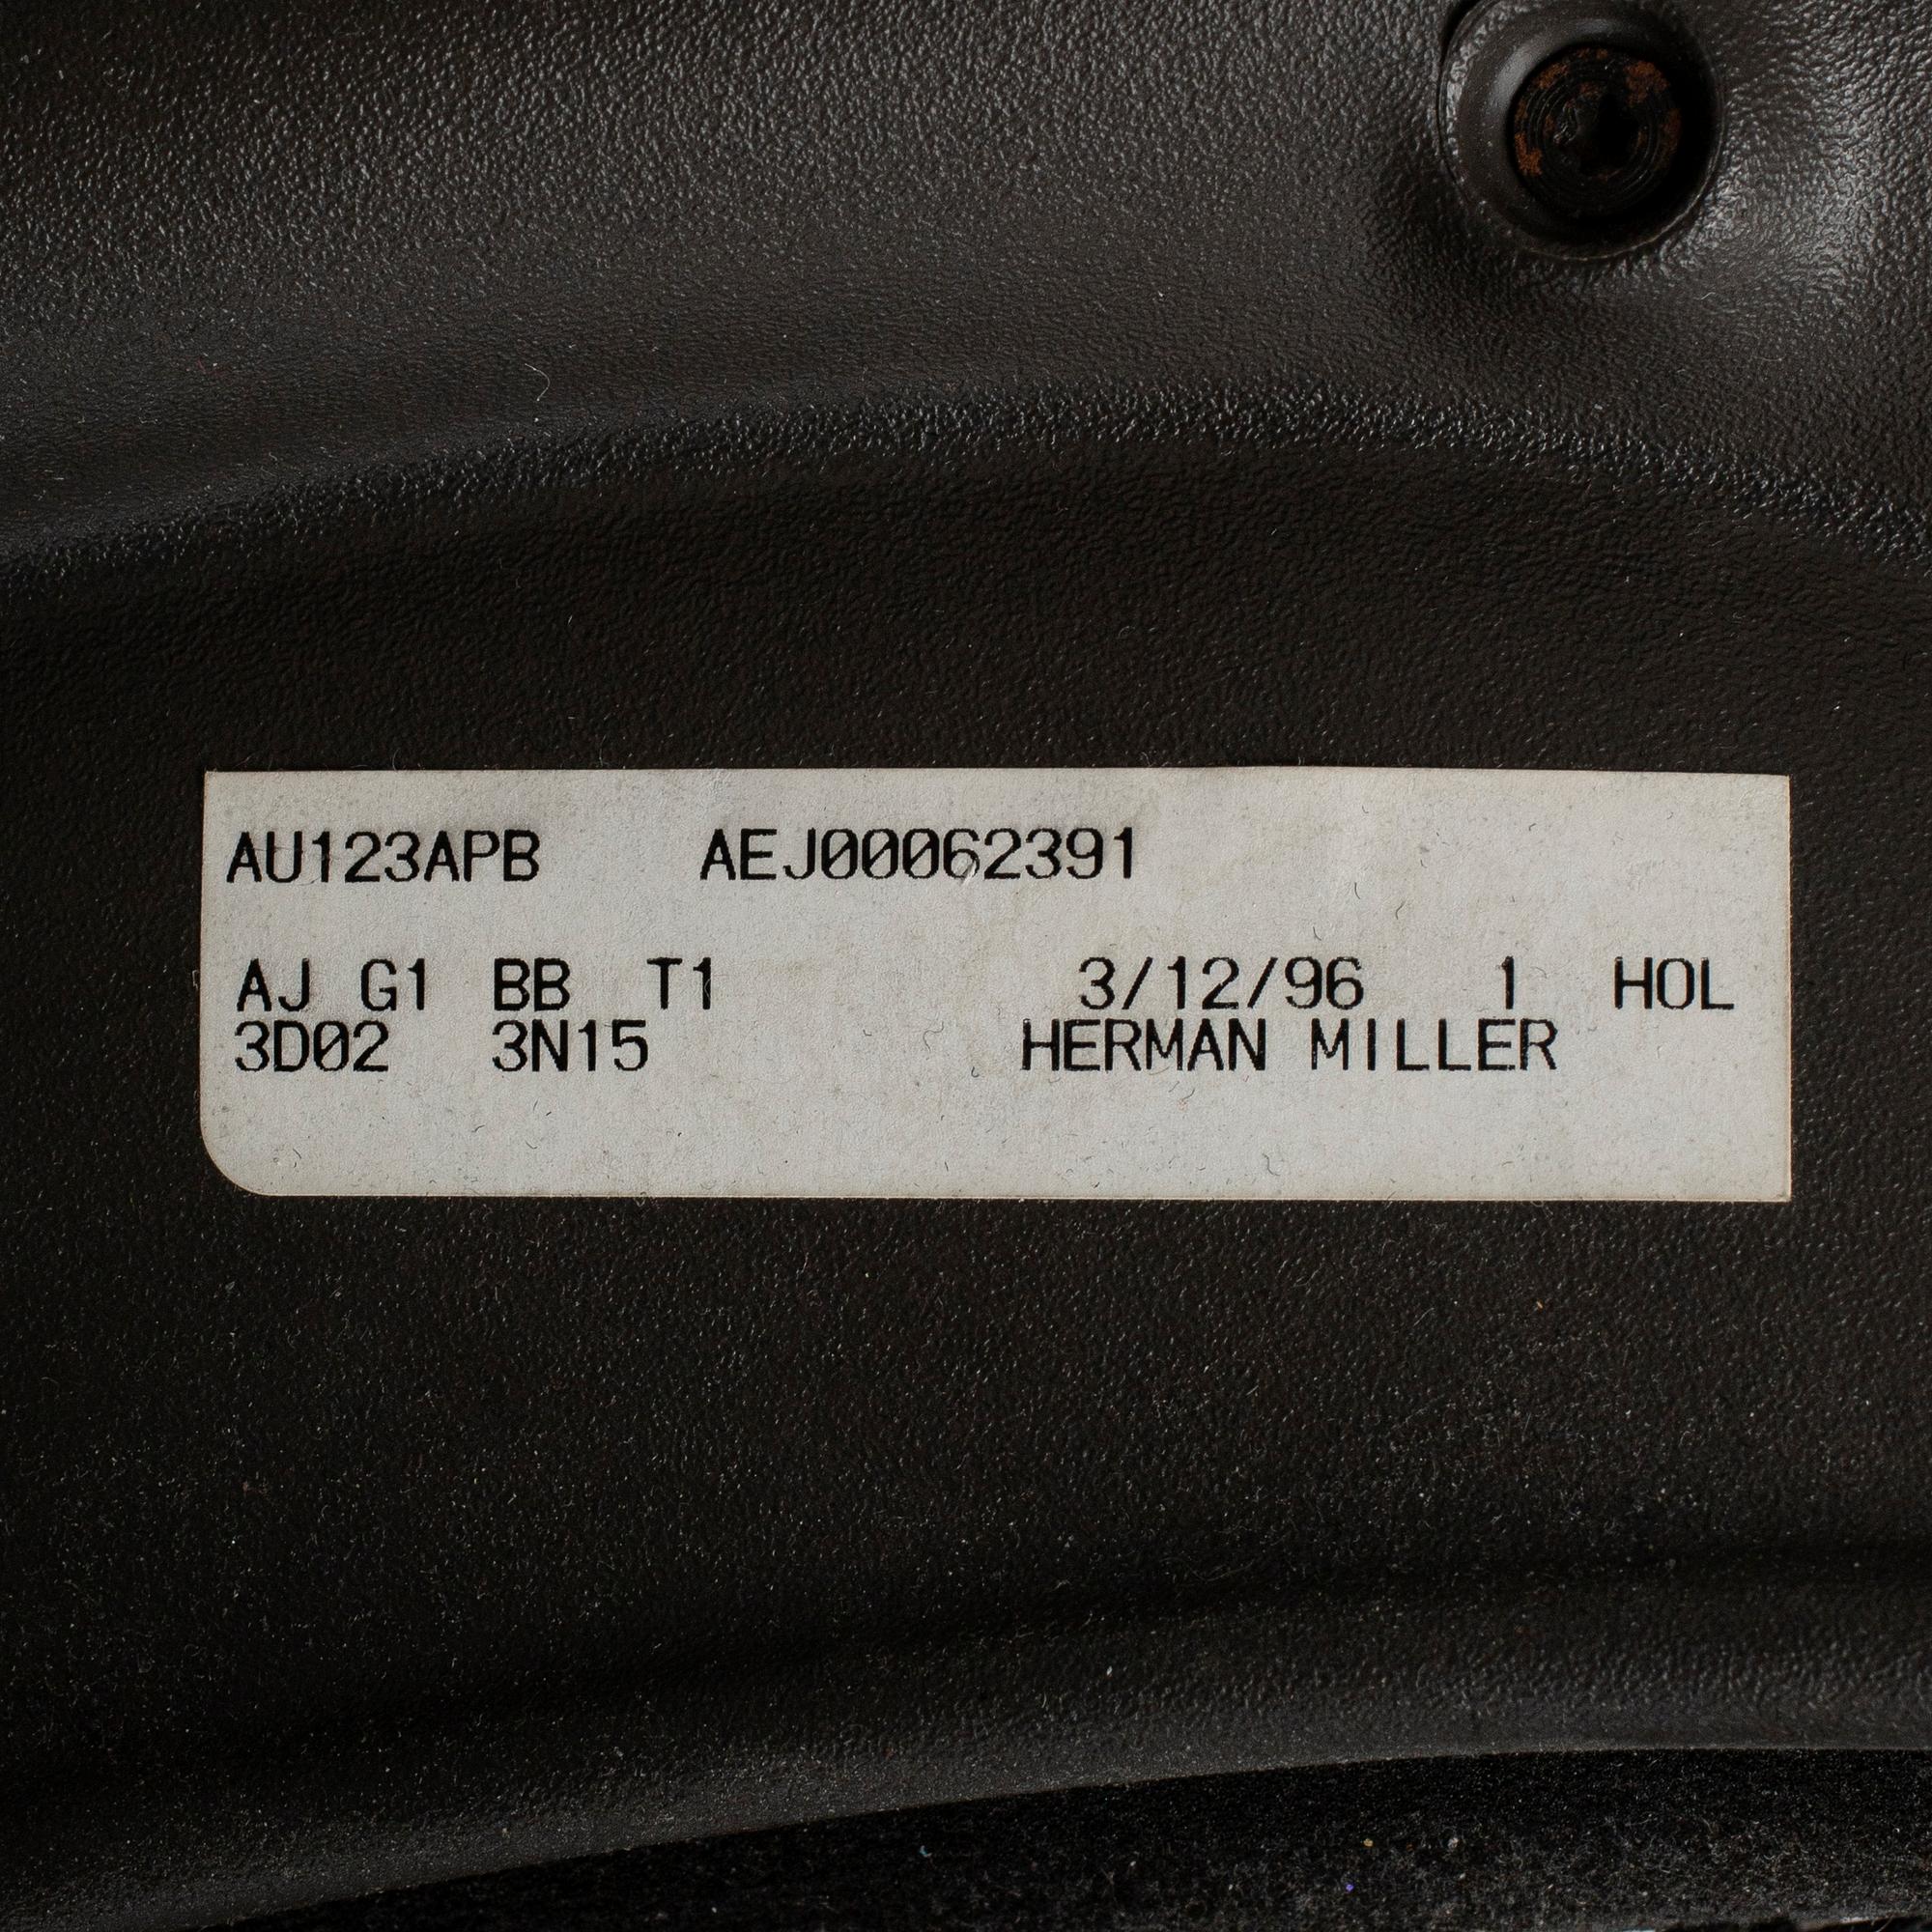 AU123APB AEJ00062391
AJ G1 BB T1 3/12/96 1 HOL
3D02 3N15 HERMAN MILLER